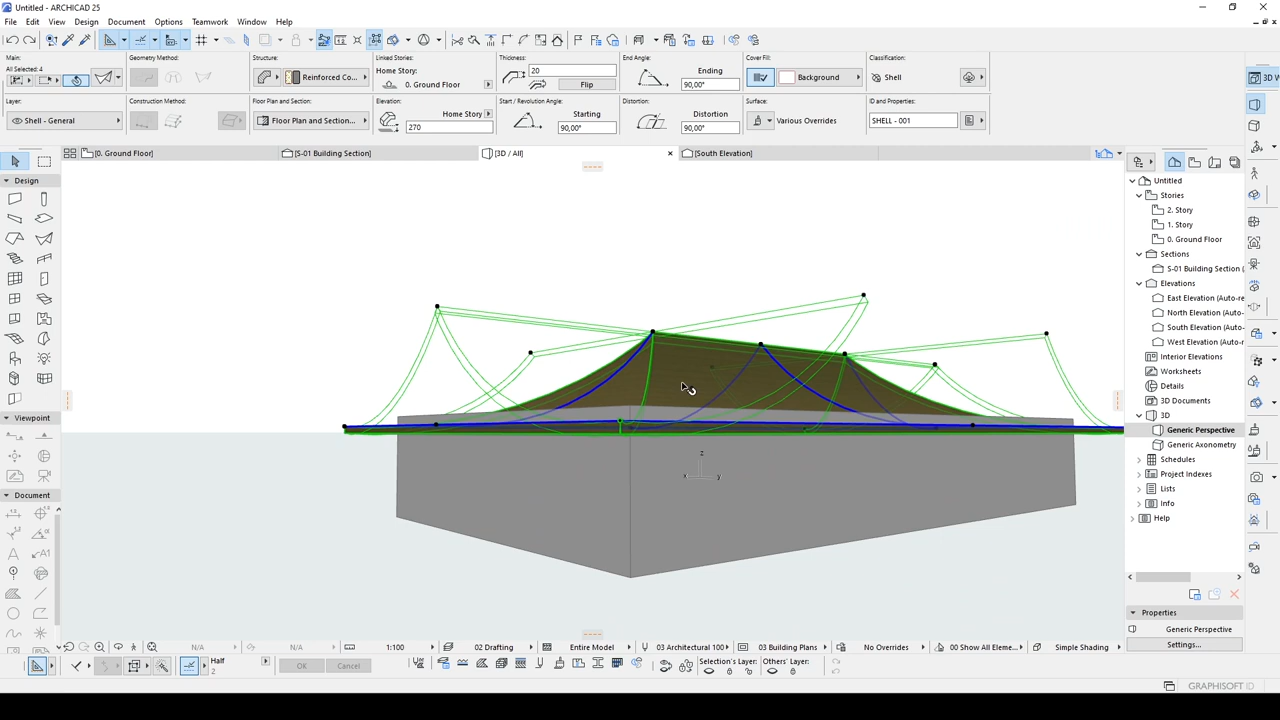 Untitled - ARCHICAD 25
File Edit View Design Document Options Teamwork Window Help
Main: Geometry Method: Structure: Linked Stories: Thickness: End Angle: Cover Fill: Classification:
All Selected: 4 Reinforced Co... Home Story: 0. Ground Floor 20 Flip Ending 90,00° Background Shell
Layer: Construction Method: Floor Plan and Section: Elevation: Start / Revolution Angle: Distortion: Surface: ID and Properties:
Shell - General Floor Plan and Section... Home Story 270 Starting 90,00° Distortion 90,00° Various Overrides SHELL - 001
[0. Ground Floor] [S-01 Building Section] [3D / All] [South Elevation] 3D V
Design
Viewpoint
Document
A
A1
z
x y
Untitled
Stories
2. Story
1. Story
0. Ground Floor
Sections
S-01 Building Section (
Elevations
East Elevation (Auto-re
North Elevation (Auto-
South Elevation (Auto-
West Elevation (Auto-r
Interior Elevations
Worksheets
Details
3D Documents
3D
Generic Perspective
Generic Axonometry
Schedules
Project Indexes
Lists
Info
Help
Properties
Generic Perspective
Settings...
N/A N/A 1:100 02 Drafting Entire Model 03 Architectural 100 03 Building Plans No Overrides 00 Show All Eleme... Simple Shading
Half
2
OK Cancel Selection's Layer: Others' Layer:
GRAPHISOFT